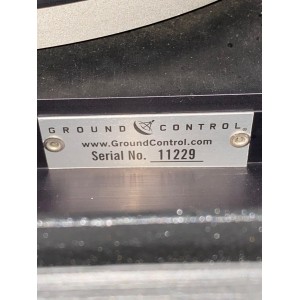 GROUND CONTROL®
www.GroundControl.com
Serial No. 11229